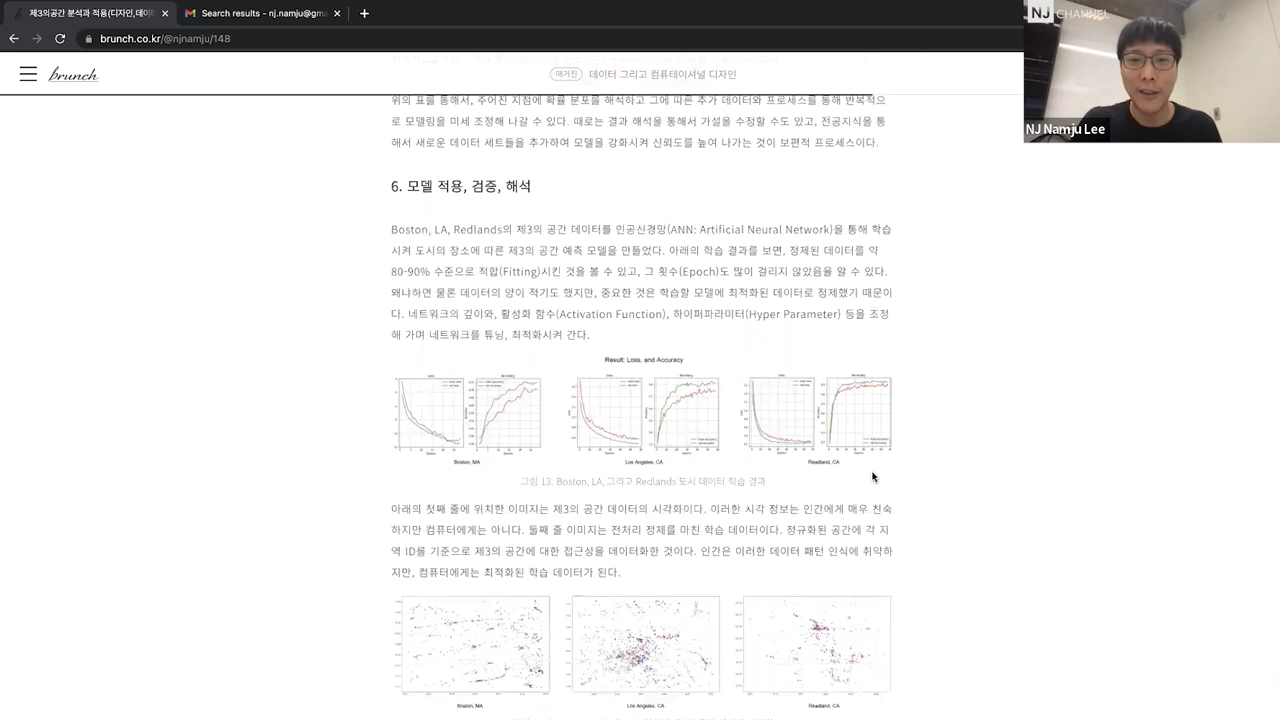 제3의공간 분석과 적용(디자인,데이터
Search results - nj.namju@gm
brunch.co.kr/@njnamju/148
NJ CHANNEL
brunch
매거진 데이터 그리고 컴퓨테이셔널 디자인
NJ Namju Lee
위의 표를 통해서, 주어진 지점에 확률 분포를 해석하고 그에 따른 추가 데이터와 프로세스를 통해 반복적으
로 모델링을 미세 조정해 나갈 수 있다. 때로는 결과 해석을 통해서 가설을 수정할 수도 있고, 전공지식을 통
해서 새로운 데이터 세트들을 추가하여 모델을 강화시켜 신뢰도를 높여 나가는 것이 보편적 프로세스이다.
6. 모델 적용, 검증, 해석
Boston, LA, Redlands의 제3의 공간 데이터를 인공신경망(ANN: Artificial Neural Network)을 통해 학습
시켜 도시의 장소에 따른 제3의 공간 예측 모델을 만들었다. 아래의 학습 결과를 보면, 정제된 데이터를 약
80-90% 수준으로 적합(Fitting)시킨 것을 볼 수 있고, 그 횟수(Epoch)도 많이 걸리지 않았음을 알 수 있다.
왜냐하면 물론 데이터의 양이 적기도 했지만, 중요한 것은 학습할 모델에 최적화된 데이터로 정제했기 때문이
다. 네트워크의 깊이와, 활성화 함수(Activation Function), 하이퍼파라미터(Hyper Parameter) 등을 조정
해 가며 네트워크를 튜닝, 최적화시켜 간다.
Result: Loss, and Accuracy
Boston, MA
Los Angeles, CA
Readland, CA
그림 13. Boston, LA, 그리고 Redlands 도시 데이터 학습 결과
아래의 첫째 줄에 위치한 이미지는 제3의 공간 데이터의 시각화이다. 이러한 시각 정보는 인간에게 매우 친숙
하지만 컴퓨터에게는 아니다. 둘째 줄 이미지는 전처리 정제를 마친 학습 데이터이다. 정규화된 공간에 각 지
역 ID를 기준으로 제3의 공간에 대한 접근성을 데이터화한 것이다. 인간은 이러한 데이터 패턴 인식에 취약하
지만, 컴퓨터에게는 최적화된 학습 데이터가 된다.
Boston, MA
Los Angeles, CA
Readland, CA